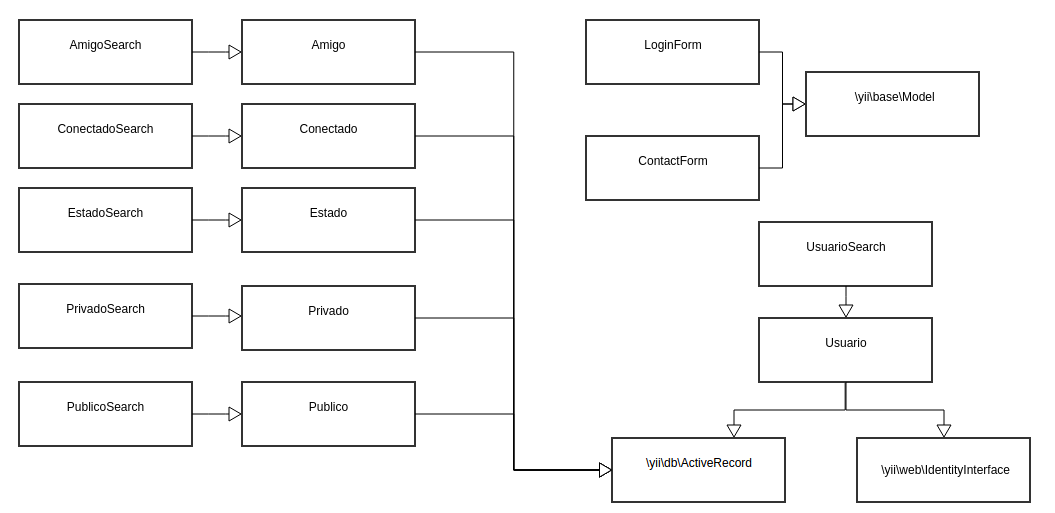 AmigoSearch
Amigo
LoginForm
\yii\base\Model
ConectadoSearch
Conectado
ContactForm
EstadoSearch
Estado
UsuarioSearch
PrivadoSearch
Privado
Usuario
PublicoSearch
Publico
\yii\db\ActiveRecord
\yii\web\IdentityInterface